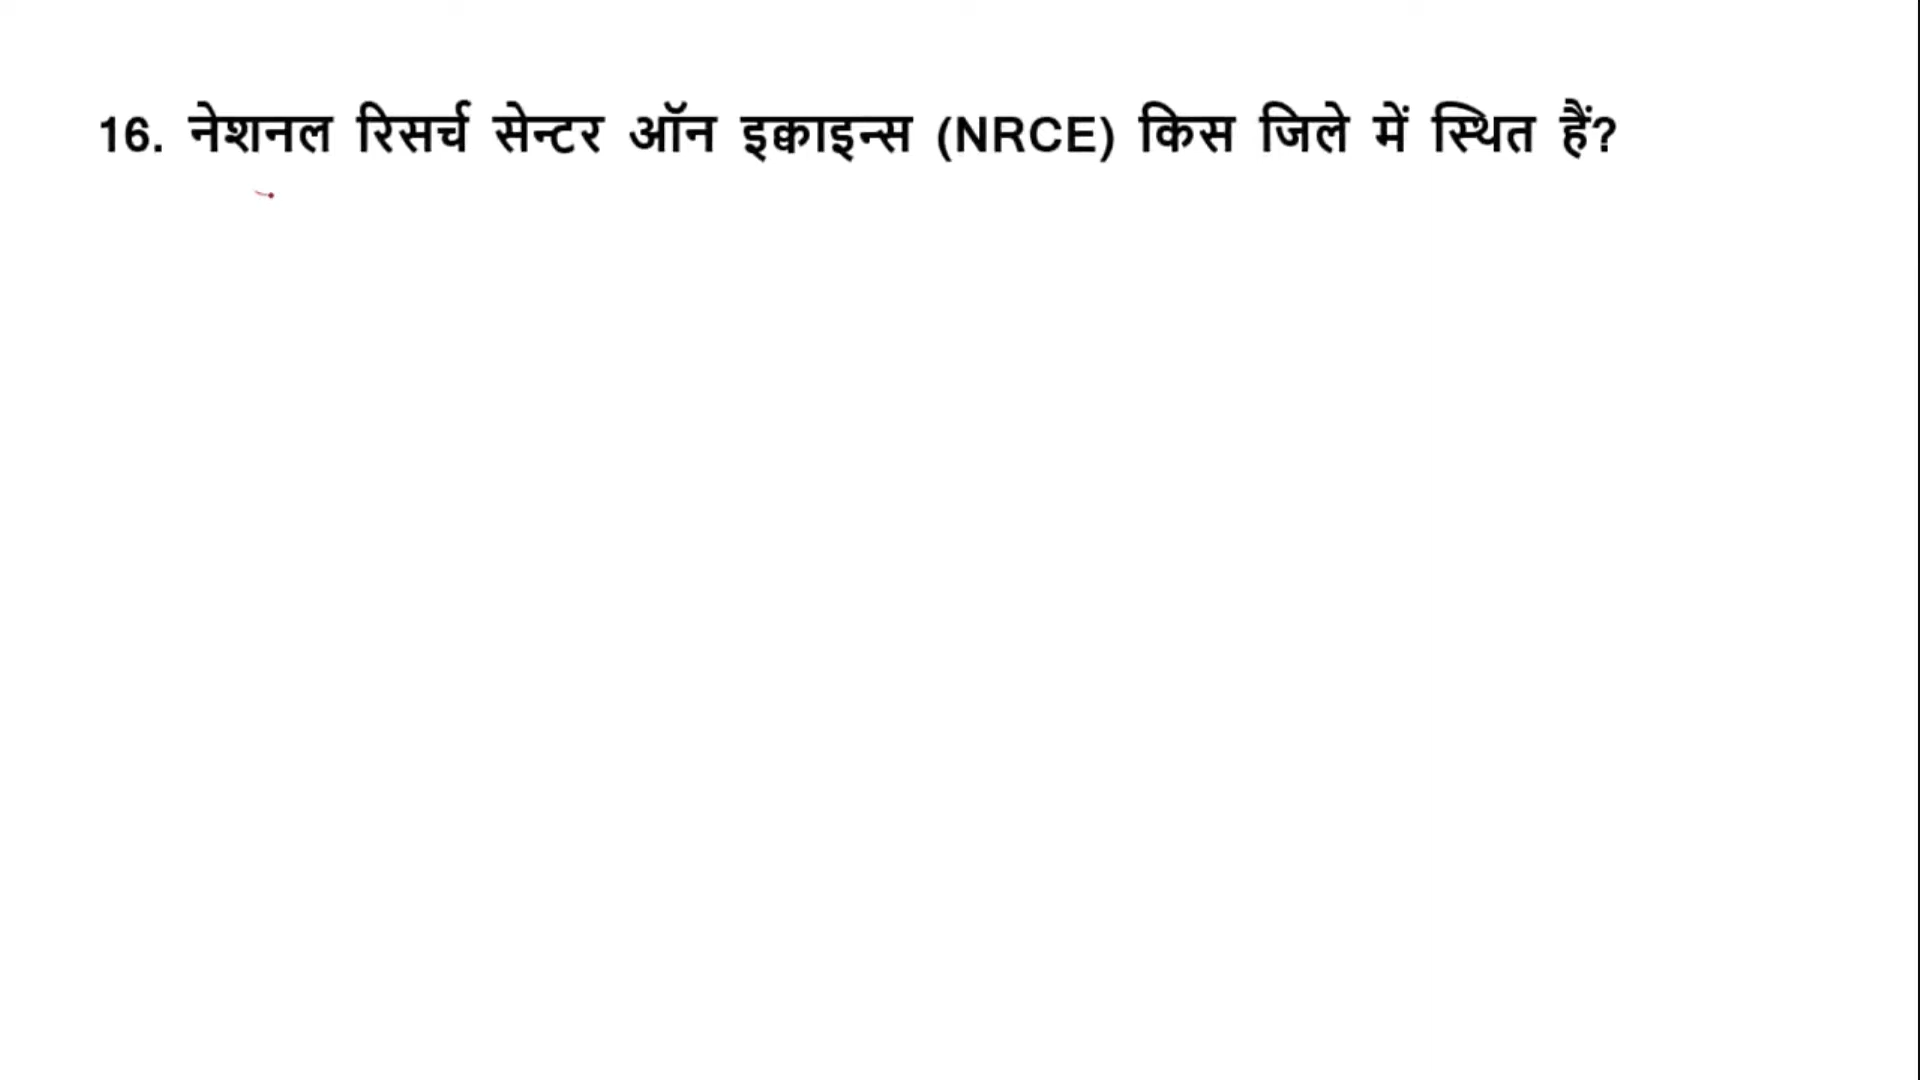 16. नेशनल रिसर्च सेन्टर ऑन इक्वाइन्स (NRCE) किस जिले में स्थित हैं?